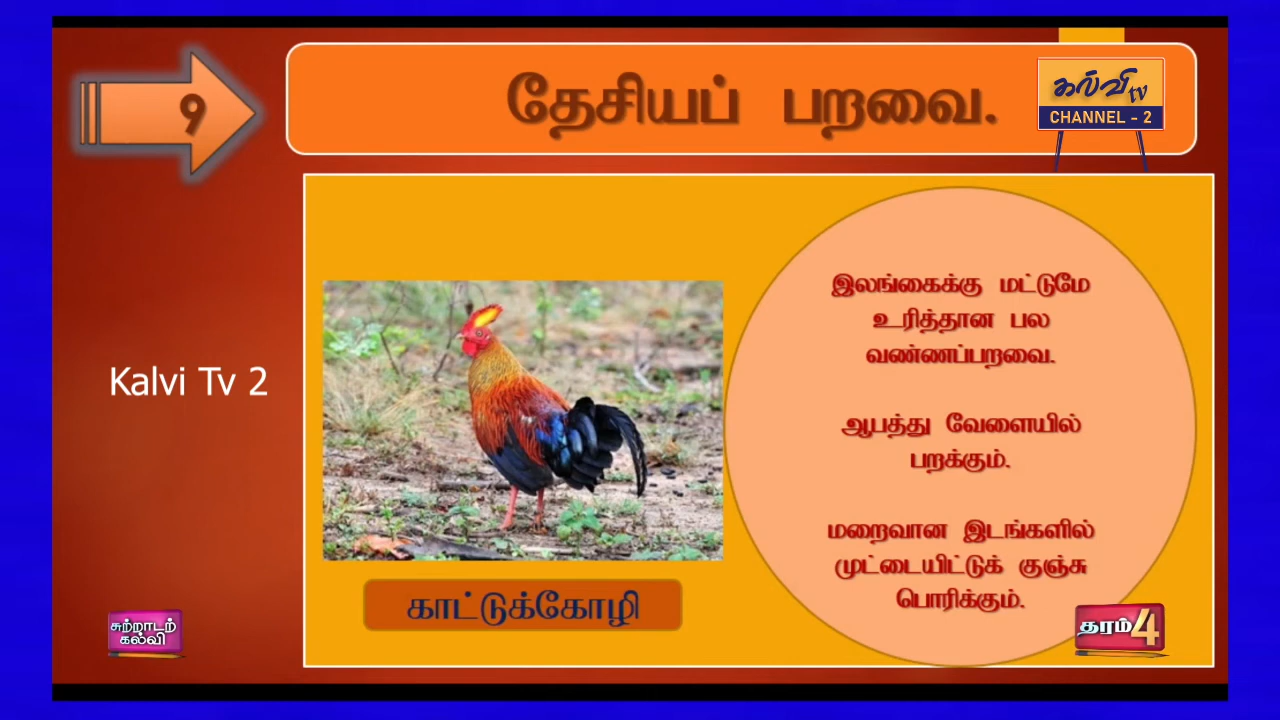 9
தேசியப் பறவை.
கல்வி tv
CHANNEL - 2
Kalvi Tv 2
இலங்கைக்கு மட்டுமே
உரித்தான பல
வண்ணப்பறவை.
ஆபத்து வேளையில்
பறக்கும்.
மறைவான இடங்களில்
முட்டையிட்டுக் குஞ்சு
பொரிக்கும்.
காட்டுக்கோழி
சுற்றாடற்
கல்வி
தரம் 4